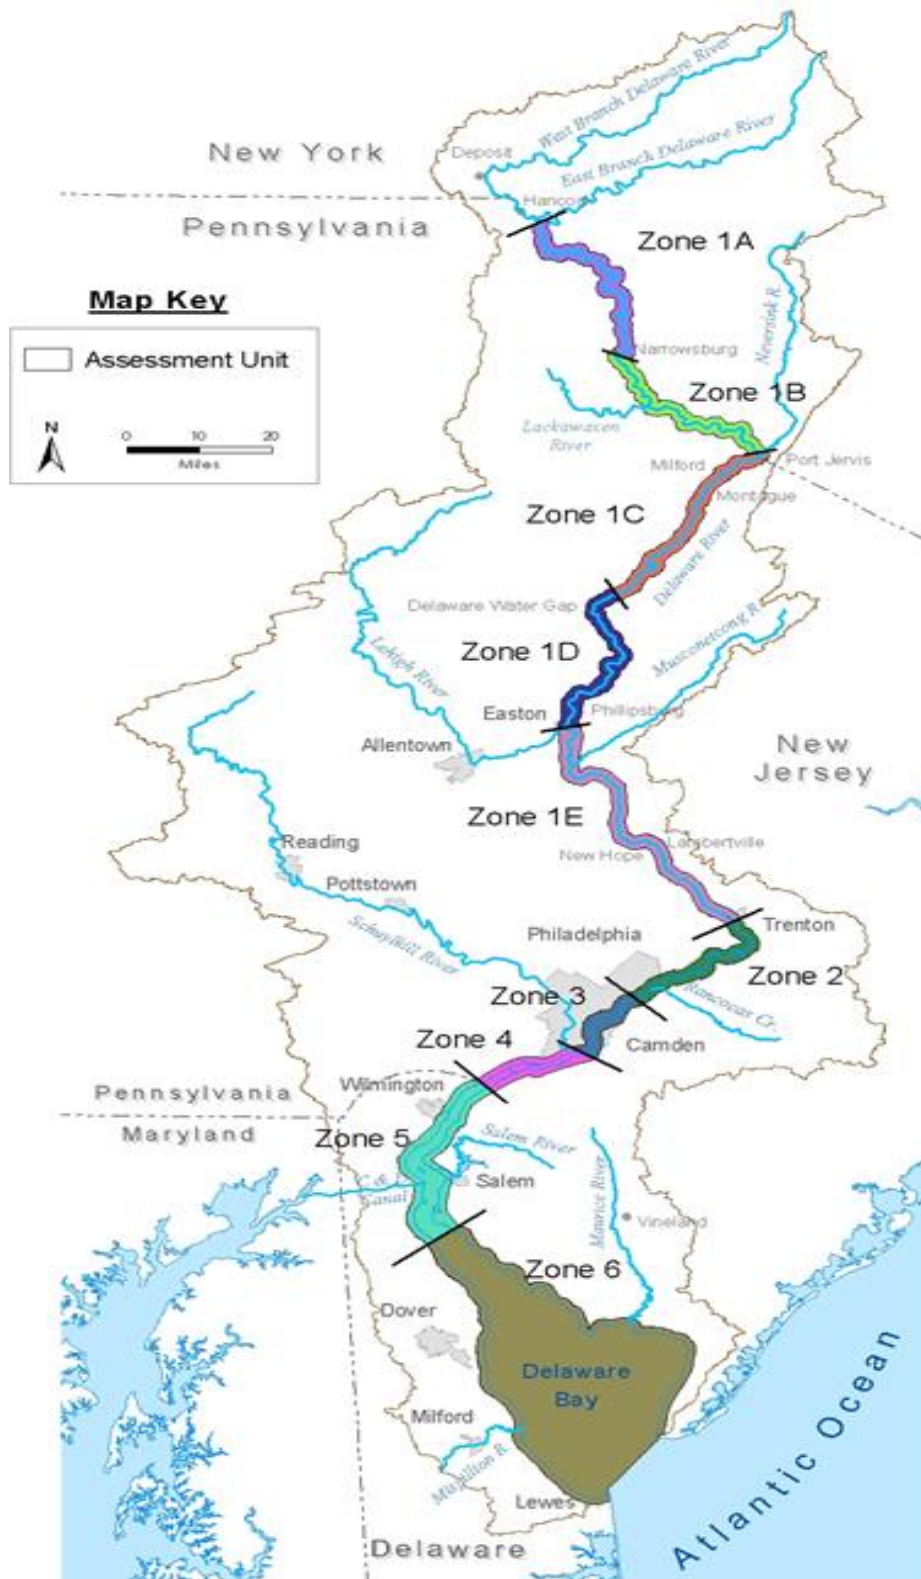 West Branch Delaware River
New York
Deposit
East Branch Delaware River
Hancock
Pennsylvania
Zone 1A
Map Key
Assessment Unit
Neversink R.
Narrowsburg
Zone 1B
N
0 10 20
Miles
Lackawaxen
River
Milford
Port Jervis
Montague
Zone 1C
Delaware River
Delaware Water Gap
Musconetcong R.
Zone 1D
Lehigh River
Easton
Phillipsburg
Allentown
New
Jersey
Zone 1E
Reading
Lambertville
New Hope
Pottstown
Trenton
Schuylkill River
Philadelphia
Zone 2
Zone 3
Rancocas Cr.
Zone 4
Camden
Wilmington
Pennsylvania
Maryland
Zone 5
Salem River
C & D
Canal
Salem
Maurice River
Vineland
Zone 6
Dover
Delaware
Bay
Milford
Mispillion R.
Lewes
Atlantic Ocean
Delaware